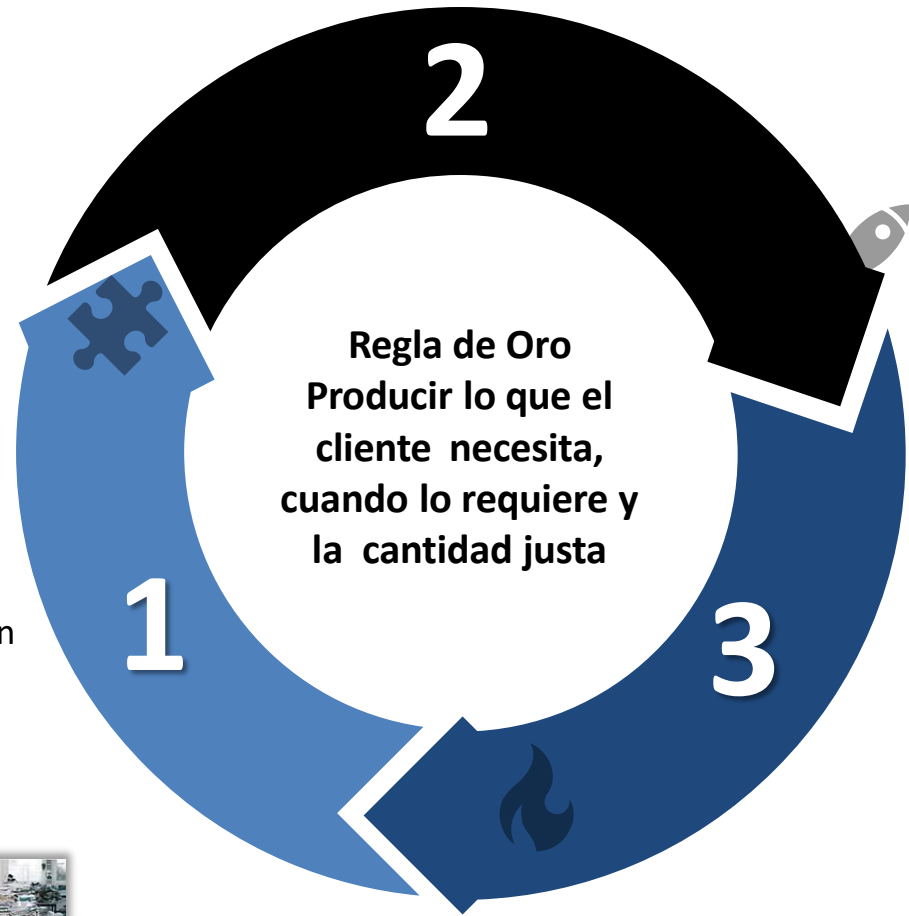 2
Regla de Oro
Producir lo que el
cliente necesita,
cuando lo requiere y
la cantidad justa
1
n
3